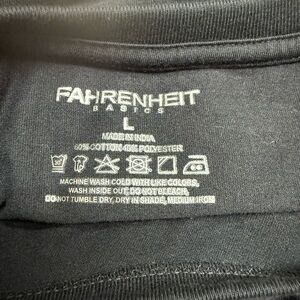 FAHRENHEIT
BASICS
L
MADE IN INDIA
60% COTTON 40% POLYESTER
MACHINE WASH COLD WITH LIKE COLORS,
WASH INSIDE OUT, DO NOT BLEACH,
DO NOT TUMBLE DRY, DRY IN SHADE, MEDIUM IRON